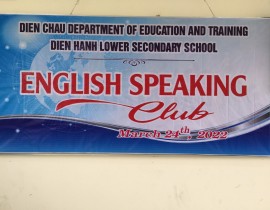 DIEN CHAU DEPARTMENT OF EDUCATION AND TRAINING
DIEN HANH LOWER SECONDARY SCHOOL
ENGLISH SPEAKING
Club
March 24th, 2022